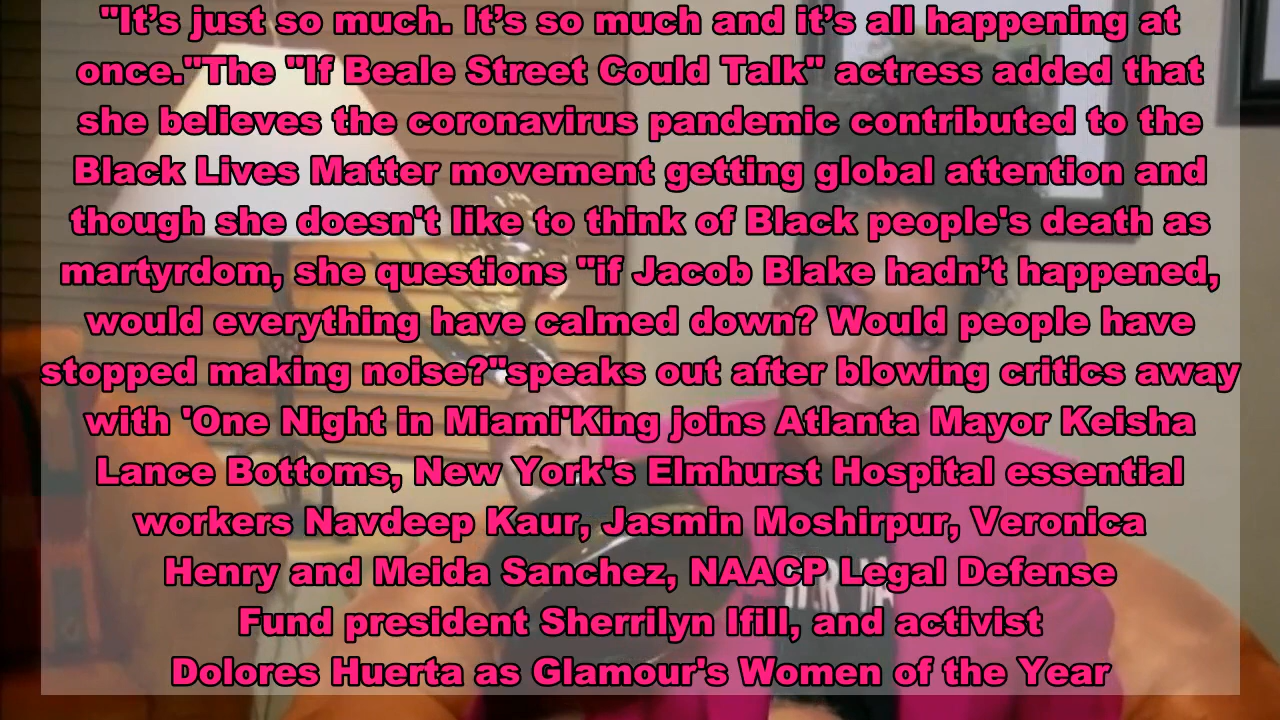 "It’s just so much. It’s so much and it’s all happening at
once."The "If Beale Street Could Talk" actress added that
she believes the coronavirus pandemic contributed to the
Black Lives Matter movement getting global attention and
though she doesn't like to think of Black people's death as
martyrdom, she questions "if Jacob Blake hadn’t happened,
would everything have calmed down? Would people have
stopped making noise?"speaks out after blowing critics away
with 'One Night in Miami'King joins Atlanta Mayor Keisha
Lance Bottoms, New York's Elmhurst Hospital essential
workers Navdeep Kaur, Jasmin Moshirpur, Veronica
Henry and Meida Sanchez, NAACP Legal Defense
Fund president Sherrilyn Ifill, and activist
Dolores Huerta as Glamour's Women of the Year